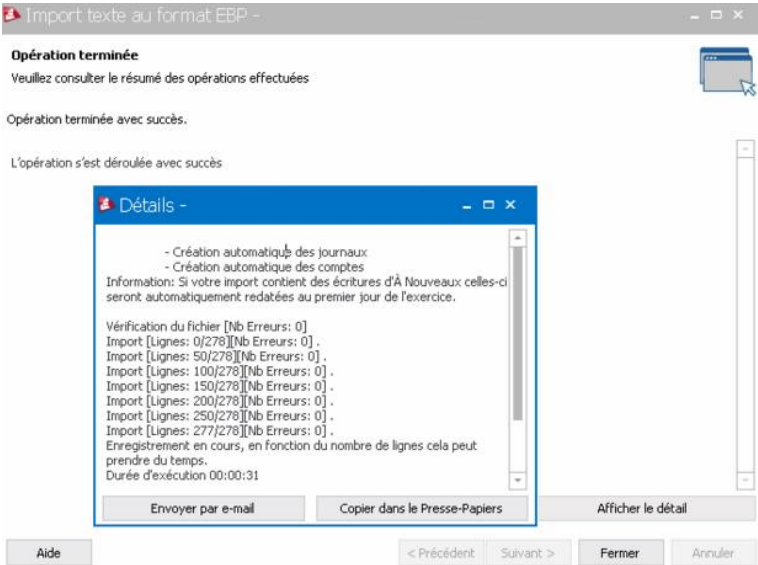 Import texte au format EBP -
Opération terminée
Veuillez consulter le résumé des opérations effectuées
Opération terminée avec succès.
L'opération s'est déroulée avec succès
Détails -
- Création automatique des journaux
- Création automatique des comptes
Information: Si votre import contient des écritures d'À Nouveaux celles-ci
seront automatiquement redatées au premier jour de l'exercice.
Vérification du fichier [Nb Erreurs: 0]
Import [Lignes: 0/278][Nb Erreurs: 0] .
Import [Lignes: 50/278][Nb Erreurs: 0] .
Import [Lignes: 100/278][Nb Erreurs: 0] .
Import [Lignes: 150/278][Nb Erreurs: 0] .
Import [Lignes: 200/278][Nb Erreurs: 0] .
Import [Lignes: 250/278][Nb Erreurs: 0] .
Import [Lignes: 277/278][Nb Erreurs: 0] .
Enregistrement en cours, en fonction du nombre de lignes cela peut
prendre du temps.
Durée d'exécution 00:00:31
Envoyer par e-mail Copier dans le Presse-Papiers Afficher le détail
Aide < Précédent Suivant > Fermer Annuler